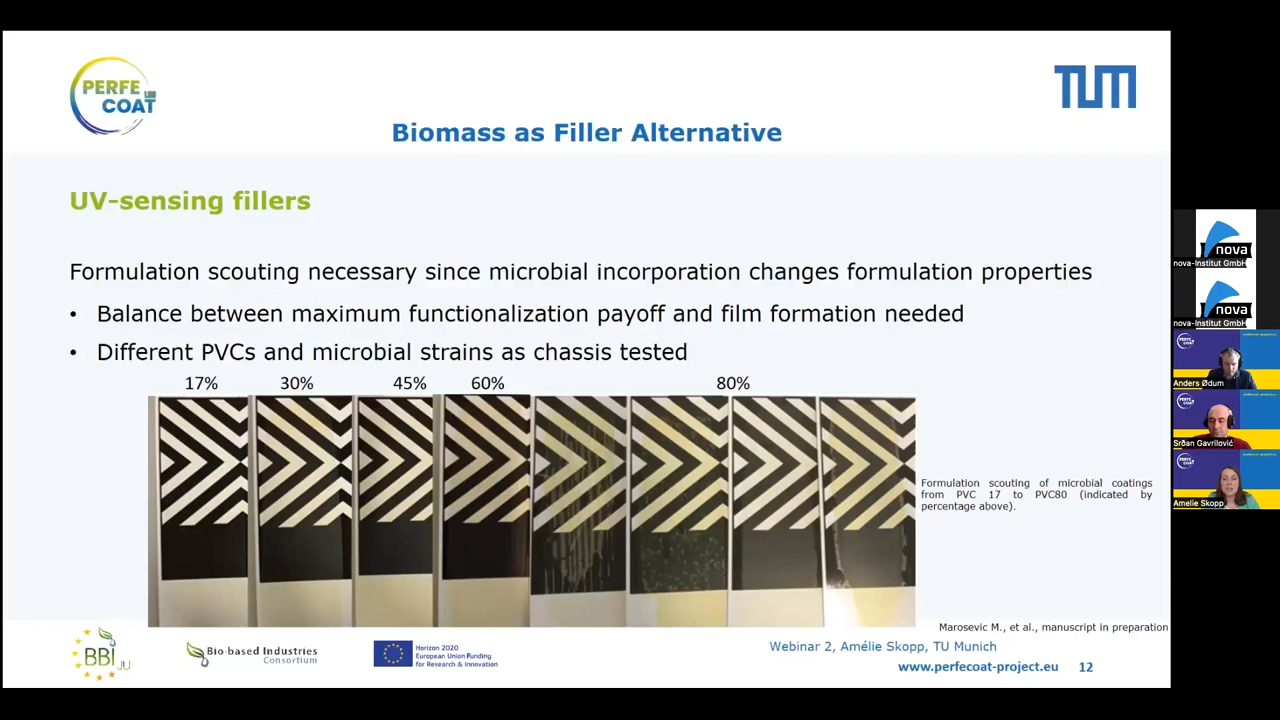 PERFE
COAT
TUM
Biomass as Filler Alternative
UV-sensing fillers
Formulation scouting necessary since microbial incorporation changes formulation properties
• Balance between maximum functionalization payoff and film formation needed
• Different PVCs and microbial strains as chassis tested
17% 30% 45% 60% 80%
Formulation scouting of microbial coatings
from PVC 17 to PVC80 (indicated by
percentage above).
Marosevic M., et al., manuscript in preparation
BBI JU
Bio-based Industries
Consortium
Horizon 2020
European Union Funding
for Research & Innovation
Webinar 2, Amélie Skopp, TU Munich
www.perfecoat-project.eu 12
nova
nova-Institut GmbH
nova
nova-Institut GmbH
Anders Ødum
Srđan Gavrilović
Amelie Skopp